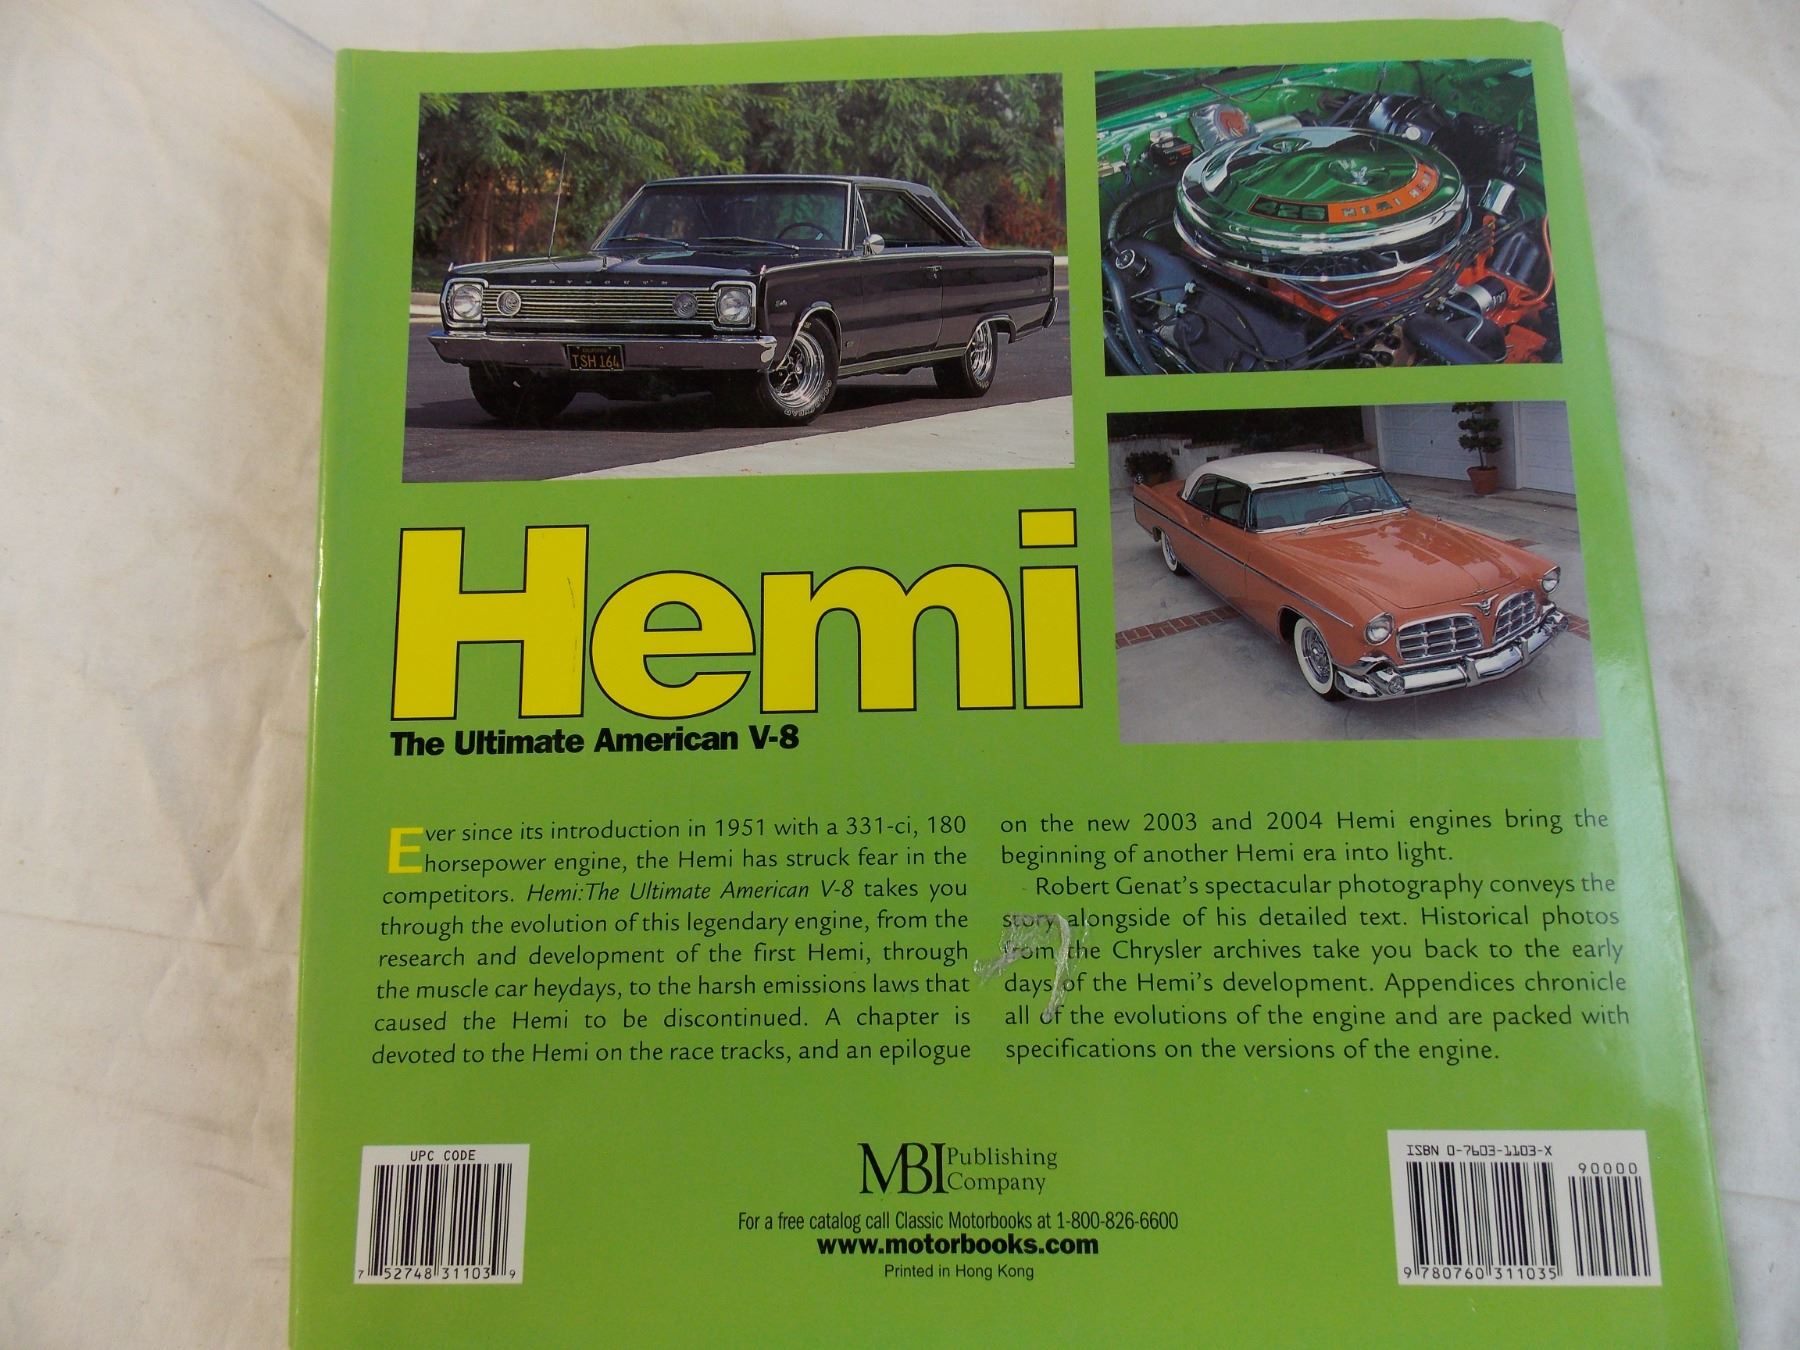 PLYMOUTH
CALIFORNIA
TSH 164
426 HEMI
Hemi
The Ultimate American V-8
Ever since its introduction in 1951 with a 331-ci, 180
horsepower engine, the Hemi has struck fear in the
competitors. Hemi: The Ultimate American V-8 takes you
through the evolution of this legendary engine, from the
research and development of the first Hemi, through
the muscle car heydays, to the harsh emissions laws that
caused the Hemi to be discontinued. A chapter is
devoted to the Hemi on the race tracks, and an epilogue
on the new 2003 and 2004 Hemi engines bring the
beginning of another Hemi era into light.
Robert Genat's spectacular photography conveys the
story alongside of his detailed text. Historical photos
from the Chrysler archives take you back to the early
days of the Hemi's development. Appendices chronicle
all of the evolutions of the engine and are packed with
specifications on the versions of the engine.
UPC CODE
7 52748 31103 9
MBI Publishing
Company
For a free catalog call Classic Motorbooks at 1-800-826-6600
www.motorbooks.com
Printed in Hong Kong
ISBN 0-7603-1103-X
90000
9 780760 311035